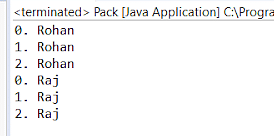 <terminated> Pack [Java Application] C:\Progra
0. Rohan
1. Rohan
2. Rohan
0. Raj
1. Raj
2. Raj